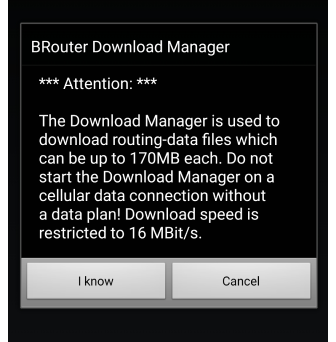 BRouter Download Manager
*** Attention: ***
The Download Manager is used to
download routing-data files which
can be up to 170MB each. Do not
start the Download Manager on a
cellular data connection without
a data plan! Download speed is
restricted to 16 MBit/s.
I know
Cancel